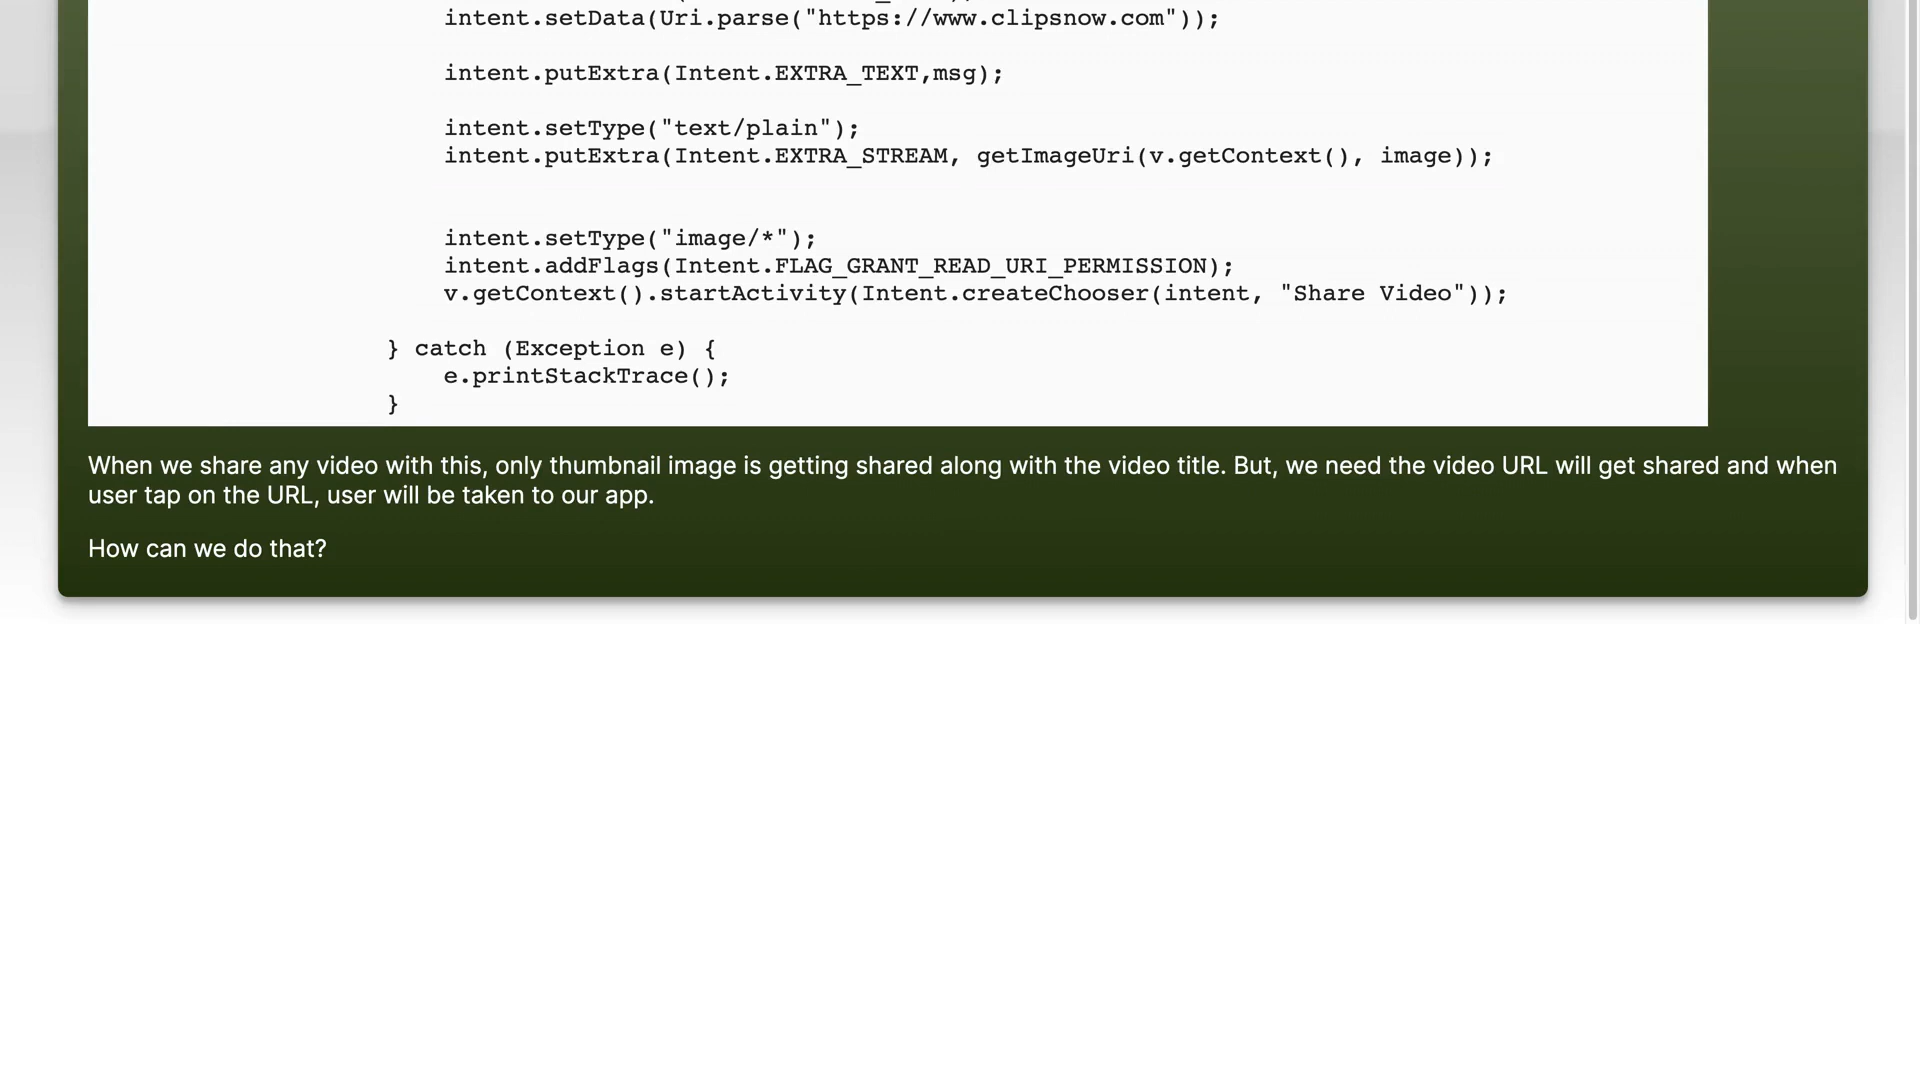 intent.setData(Uri.parse("https://www.clipsnow.com"));
intent.putExtra(Intent.EXTRA_TEXT,msg);
intent.setType("text/plain");
intent.putExtra(Intent.EXTRA_STREAM, getImageUri(v.getContext(), image));
intent.setType("image/*");
intent.addFlags(Intent.FLAG_GRANT_READ_URI_PERMISSION);
v.getContext().startActivity(Intent.createChooser(intent, "Share Video"));
} catch (Exception e) {
e.printStackTrace();
}
When we share any video with this, only thumbnail image is getting shared along with the video title. But, we need the video URL will get shared and when
user tap on the URL, user will be taken to our app.
How can we do that?